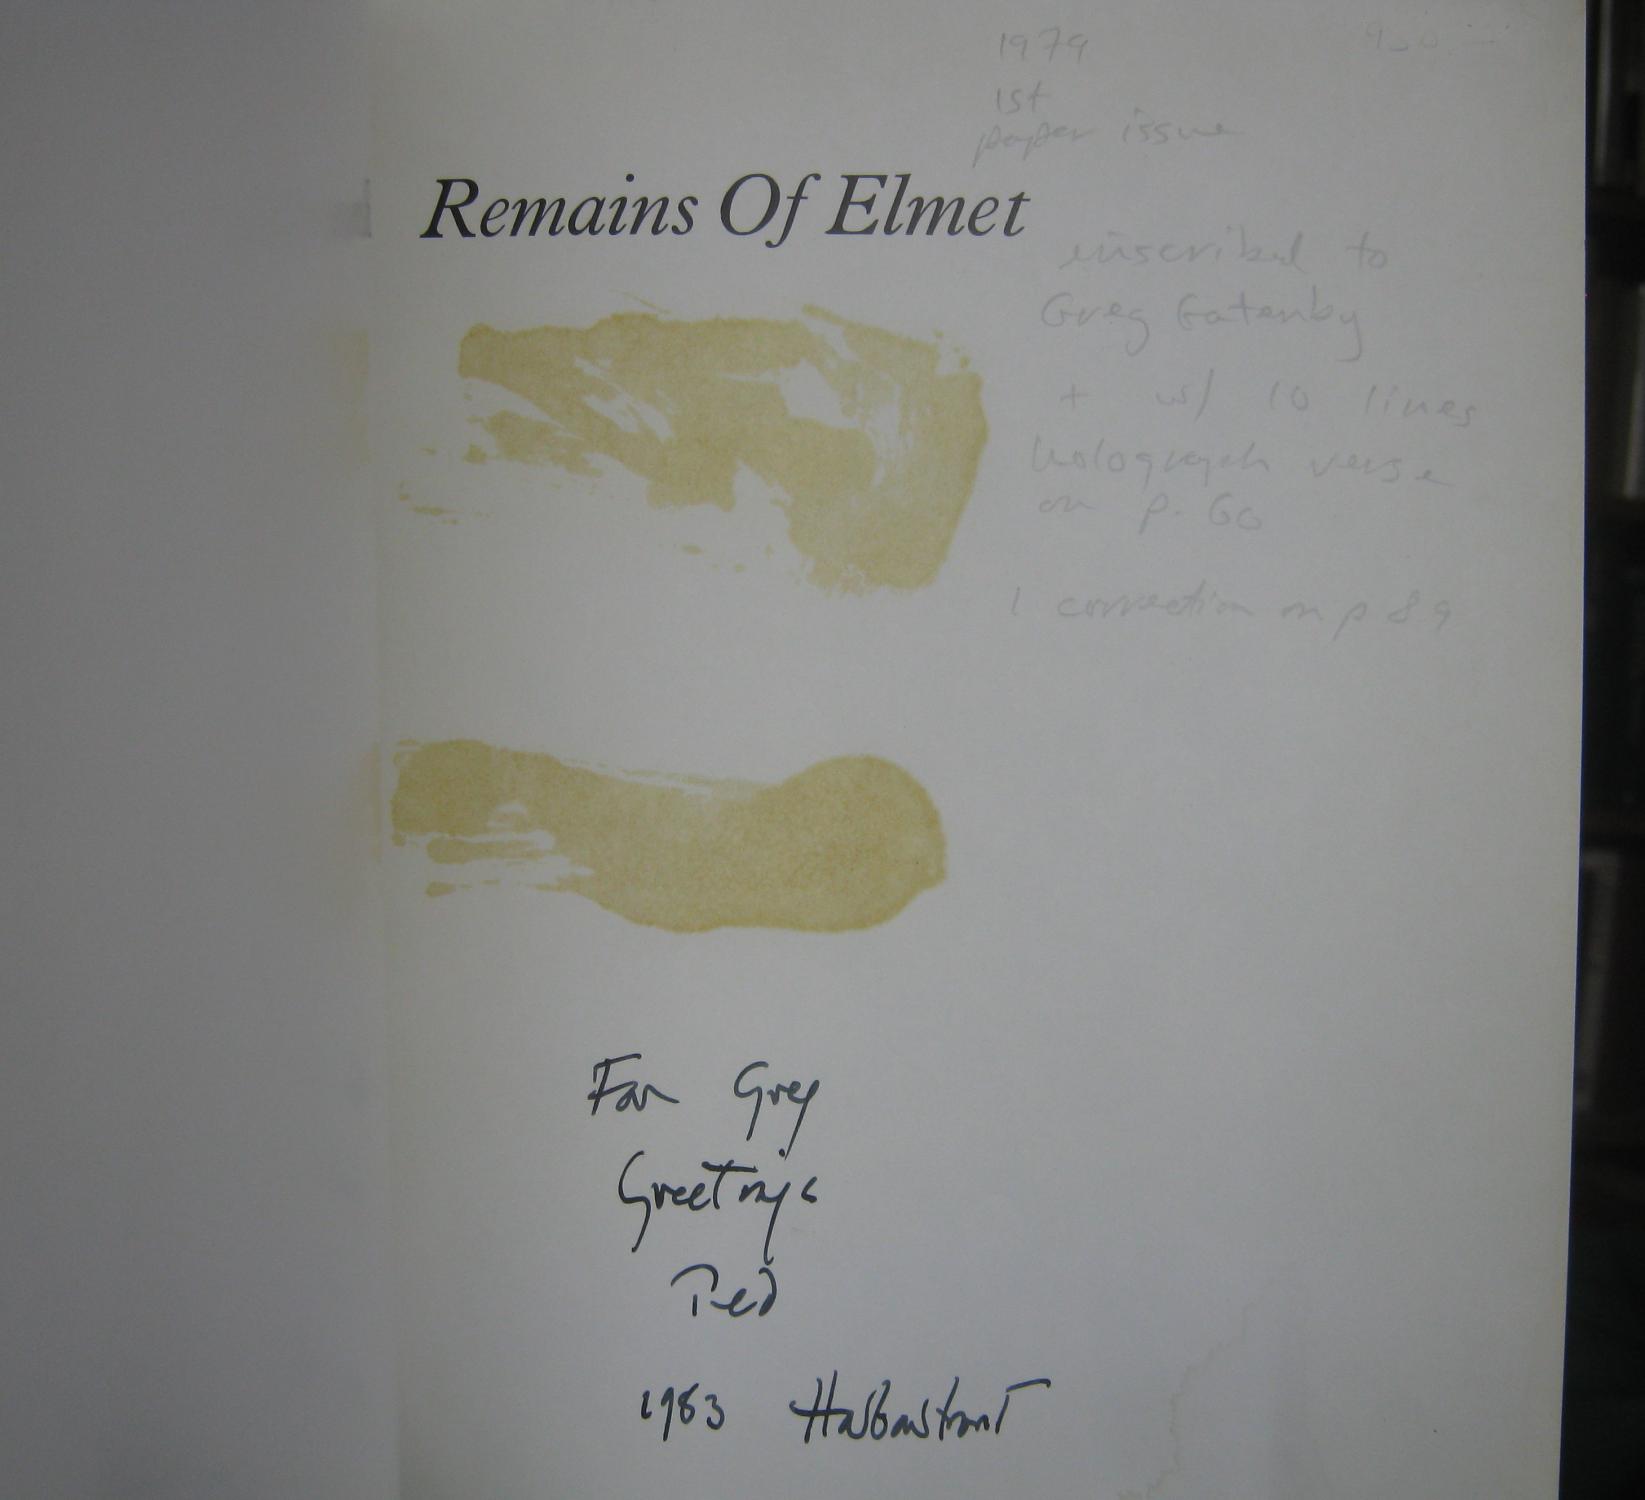 1979
1st
paper issue
Remains Of Elmet
inscribed to
Greg Gatenby
+ w/ 10 lines
holograph verse
on p. 60
1 correction on p 89
For Greg
Greetings
Ted
1983 Harbourfront